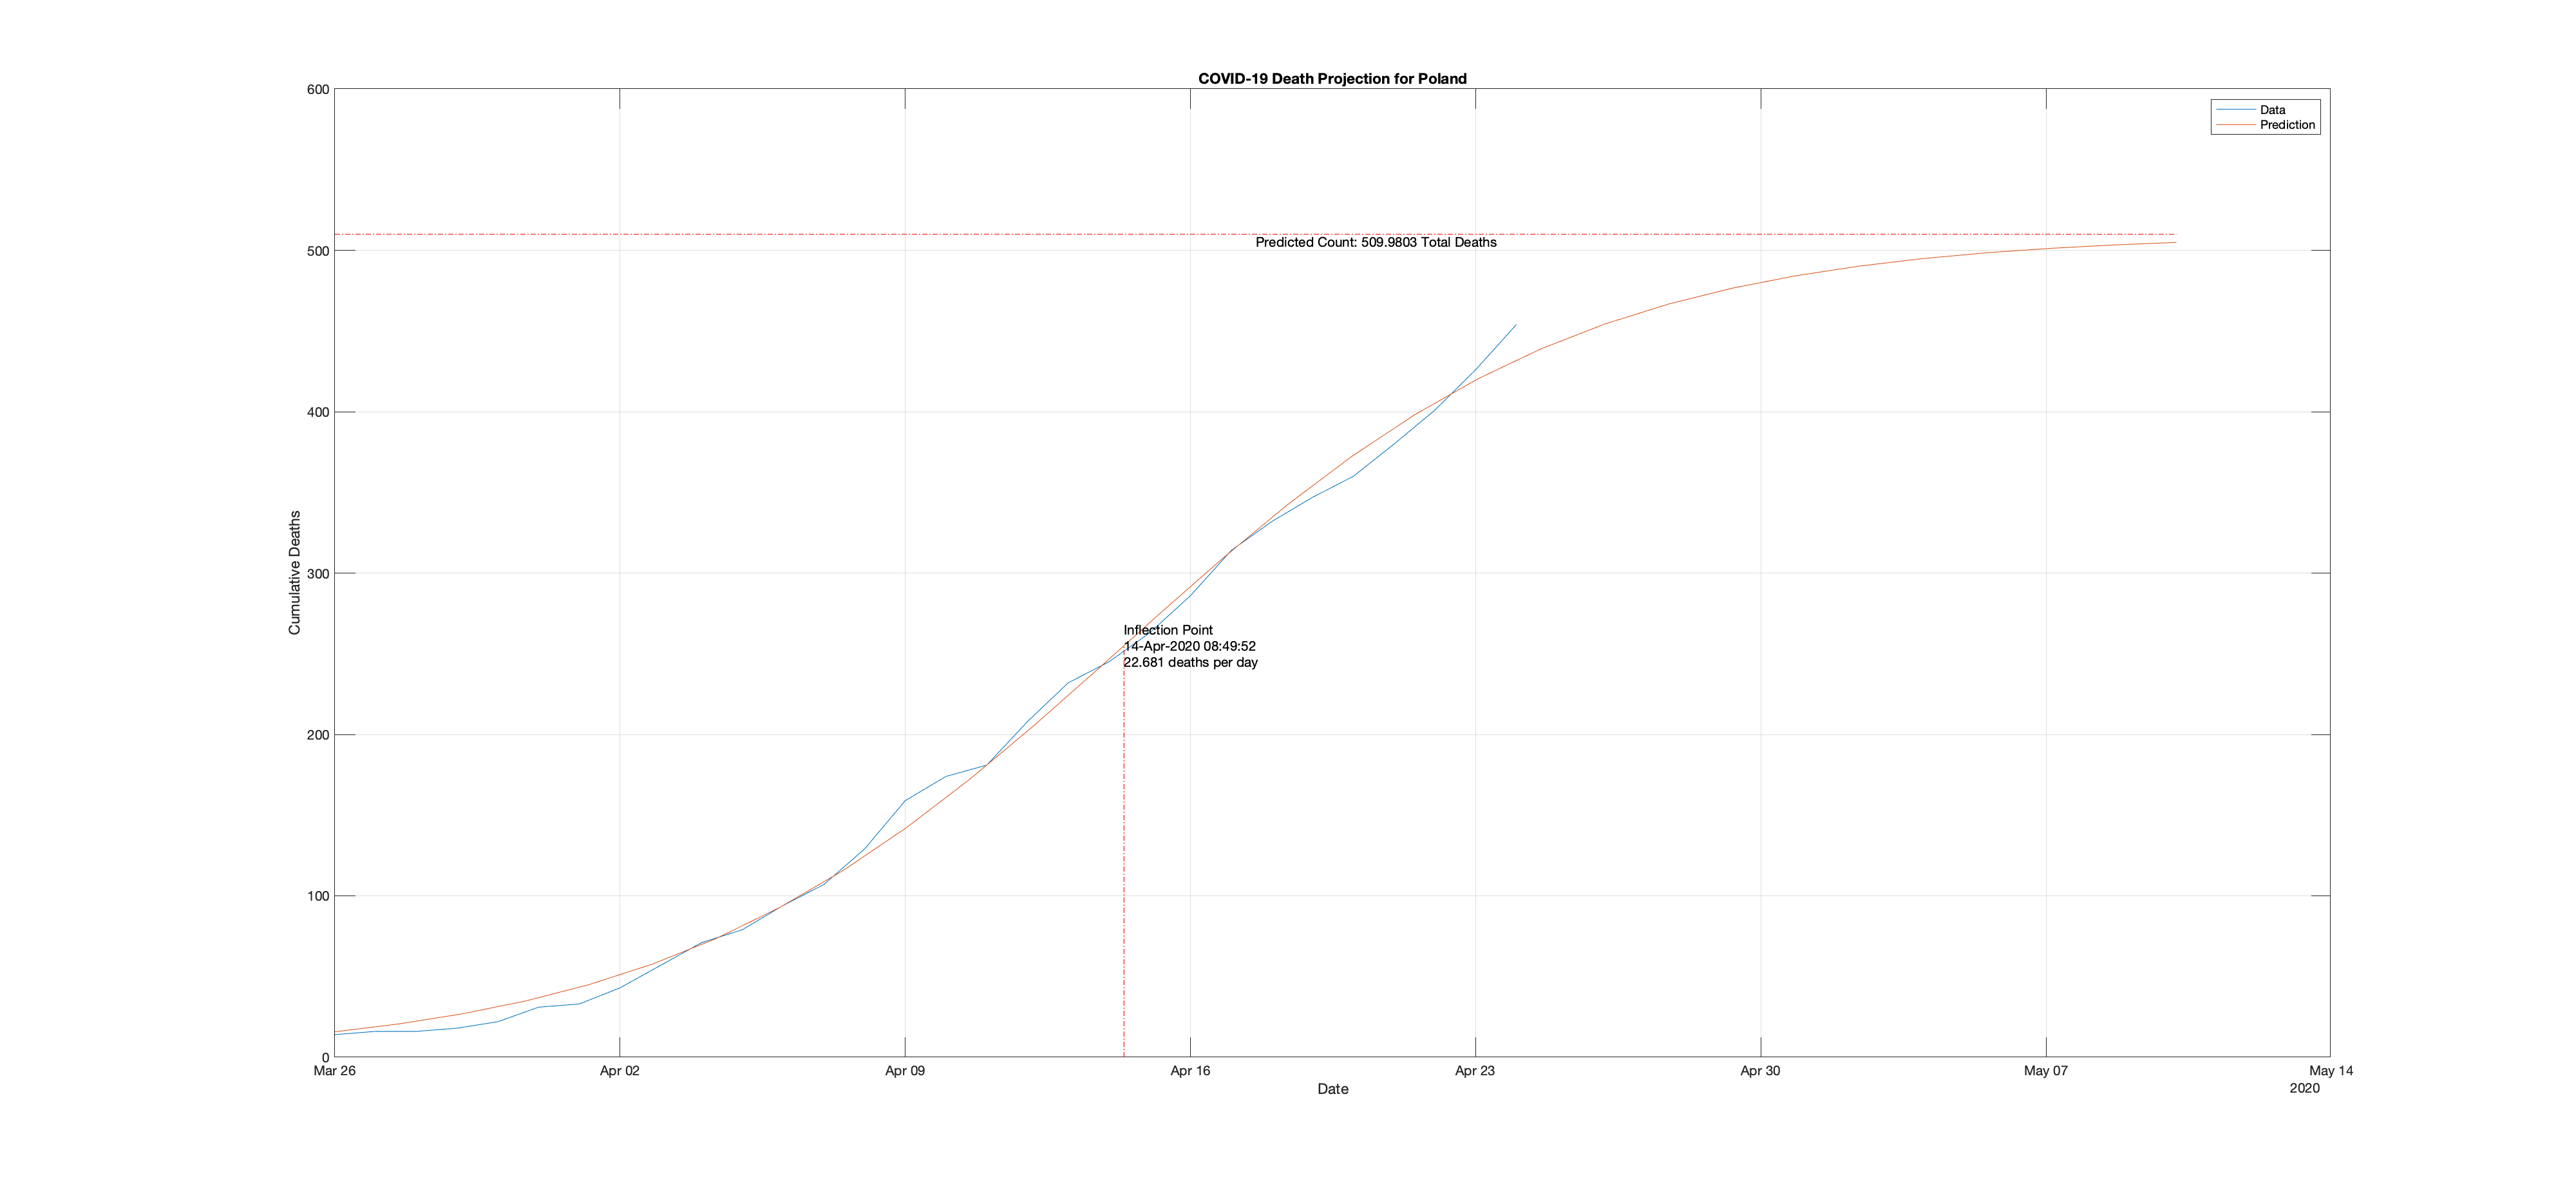 COVID-19 Death Projection for Poland
600
500
400
300
200
100
0
Cumulative Deaths
Data
Prediction
Predicted Count: 509.9803 Total Deaths
Inflection Point
14-Apr-2020 08:49:52
22.681 deaths per day
Mar 26 Apr 02 Apr 09 Apr 16 Apr 23 Apr 30 May 07 May 14
2020
Date